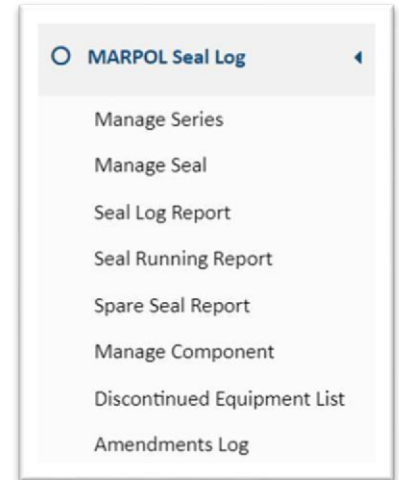 MARPOL Seal Log
Manage Series
Manage Seal
Seal Log Report
Seal Running Report
Spare Seal Report
Manage Component
Discontinued Equipment List
Amendments Log